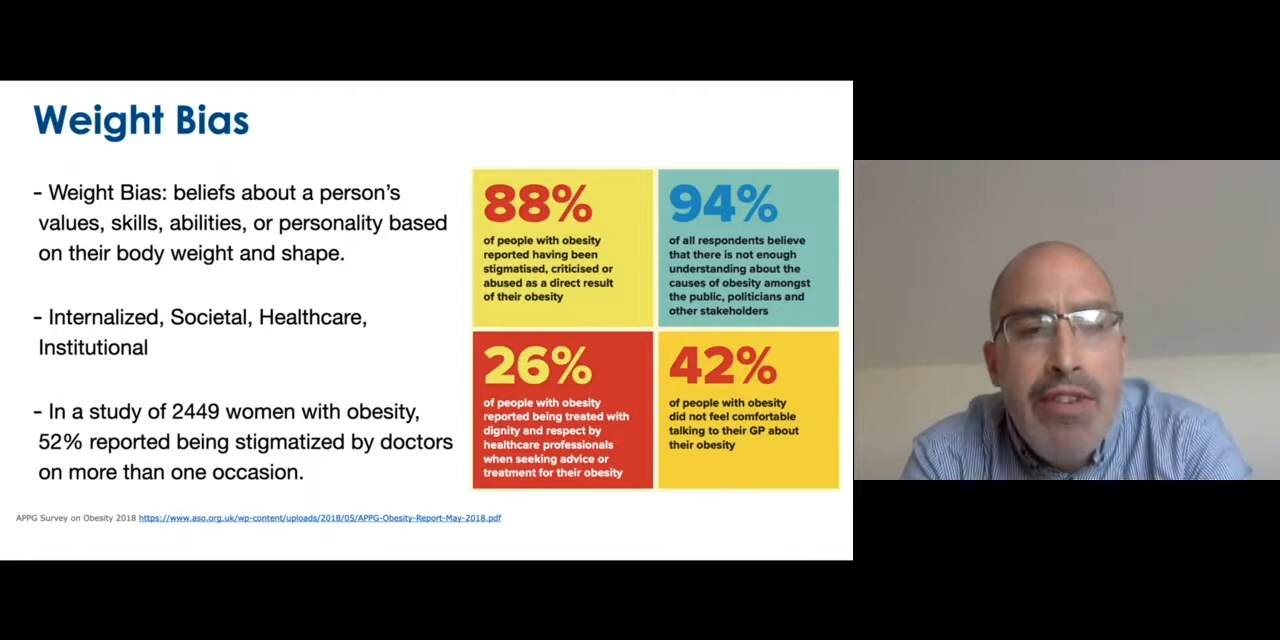 Weight Bias
- Weight Bias: beliefs about a person's
values, skills, abilities, or personality based
on their body weight and shape.
- Internalized, Societal, Healthcare,
Institutional
- In a study of 2449 women with obesity,
52% reported being stigmatized by doctors
on more than one occasion.
88%
of people with obesity
reported having been
stigmatised, criticised or
abused as a direct result
of their obesity
94%
of all respondents believe
that there is not enough
understanding about the
causes of obesity amongst
the public, politicians and
other stakeholders
26%
of people with obesity
reported being treated with
dignity and respect by
healthcare professionals
when seeking advice or
treatment for their obesity
42%
of people with obesity
did not feel comfortable
talking to their GP about
their obesity
APPG Survey on Obesity 2018 https://www.aso.org.uk/wp-content/uploads/2018/05/APPG-Obesity-Report-May-2018.pdf